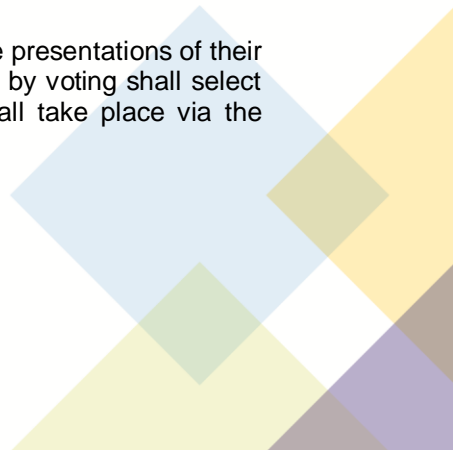 presentations of their
by voting shall select
all take place via the